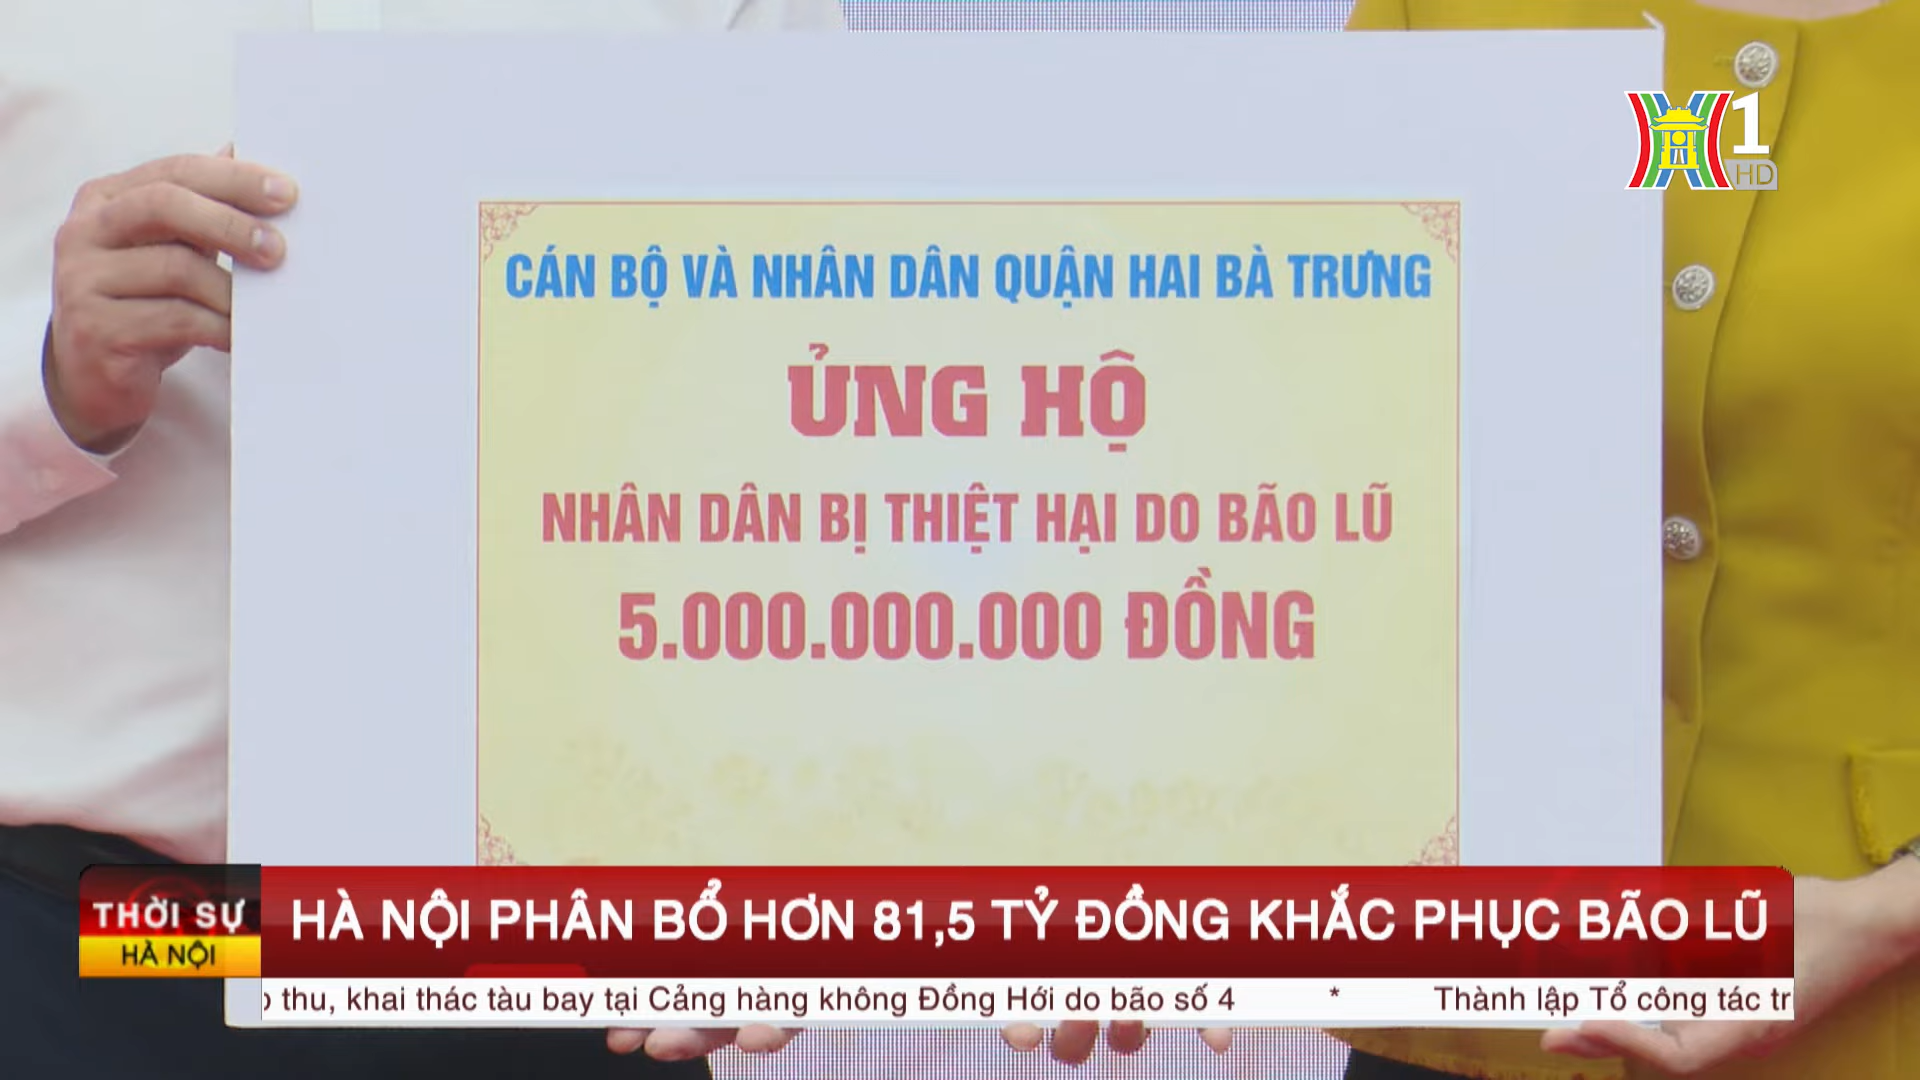 1
HD
CÁN BỘ VÀ NHÂN DÂN QUẬN HAI BÀ TRƯNG
ỦNG HỘ
NHÂN DÂN BỊ THIỆT HẠI DO BÃO LŨ
5.000.000.000 ĐỒNG
THỜI SỰ
HÀ NỘI
HÀ NỘI PHÂN BỔ HƠN 81,5 TỶ ĐỒNG KHẮC PHỤC BÃO LŨ
thu, khai thác tàu bay tại Cảng hàng không Đồng Hới do bão số 4 * Thành lập Tổ công tác